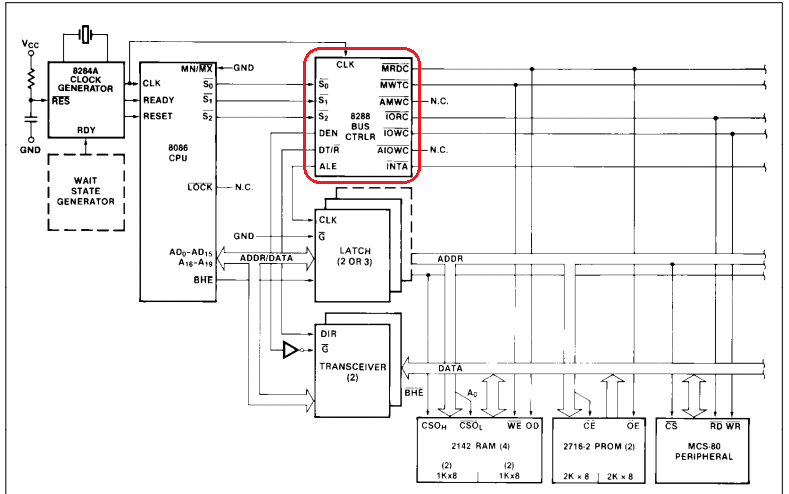 VCC
GND
8284A
CLOCK
GENERATOR
RES
RDY
WAIT
STATE
GENERATOR
MN/MX
GND
CLK
READY
RESET
S0
S1
S2
8086
CPU
LOCK
N.C.
AD0-AD15
A16-A19
BHE
ADDR/DATA
CLK
S0
S1
S2
DEN
DT/R
ALE
8288
BUS
CTRLR
MRDC
MWTC
AMWC
N.C.
IORC
IOWC
AIOWC
N.C.
INTA
CLK
GND
G
LATCH
(2 OR 3)
ADDR
DIR
G
TRANSCEIVER
(2)
DATA
BHE
A0
CSOH
CSOL
WE OD
2142 RAM (4)
(2)
1Kx8
(2)
1Kx8
CE
OE
2716-2 PROM (2)
2K × 8
2K × 8
CS
RD WR
MCS-80
PERIPHERAL